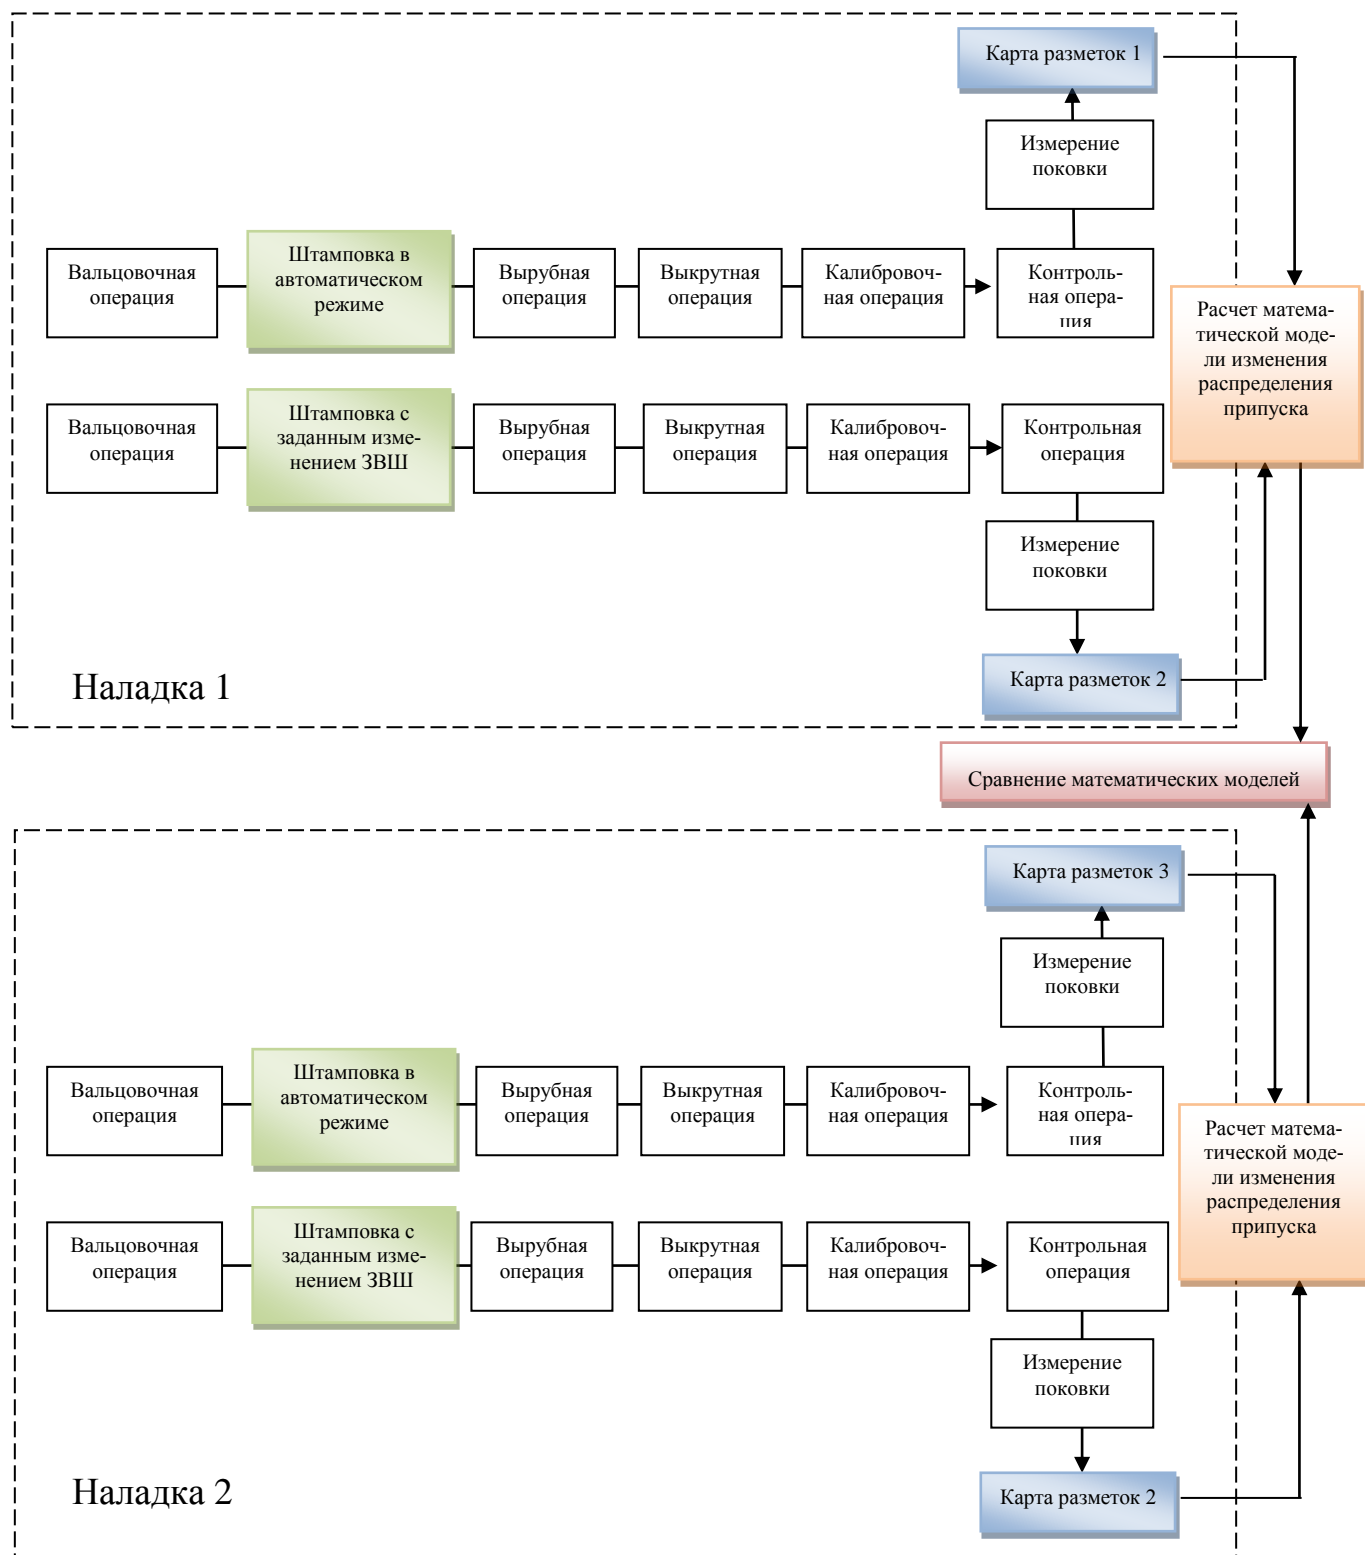 Карта разметок 1
Измерение
поковки
Вальцовочная
операция
Штамповка в
автоматическом
режиме
Вырубная
операция
Выкрутная
операция
Калибровоч-
ная операция
Контроль-
ная опера-
ция
Расчет матема-
тической моде-
ли изменения
распределения
припуска
Вальцовочная
операция
Штамповка с
заданным изме-
нением ЗВШ
Вырубная
операция
Выкрутная
операция
Калибровоч-
ная операция
Контрольная
операция
Измерение
поковки
Карта разметок 2
Наладка 1
Сравнение математических моделей
Карта разметок 3
Измерение
поковки
Вальцовочная
операция
Штамповка в
автоматическом
режиме
Вырубная
операция
Выкрутная
операция
Калибровоч-
ная операция
Контроль-
ная опера-
ция
Расчет матема-
тической моде-
ли изменения
распределения
припуска
Вальцовочная
операция
Штамповка с
заданным изме-
нением ЗВШ
Вырубная
операция
Выкрутная
операция
Калибровоч-
ная операция
Контрольная
операция
Измерение
поковки
Карта разметок 2
Наладка 2